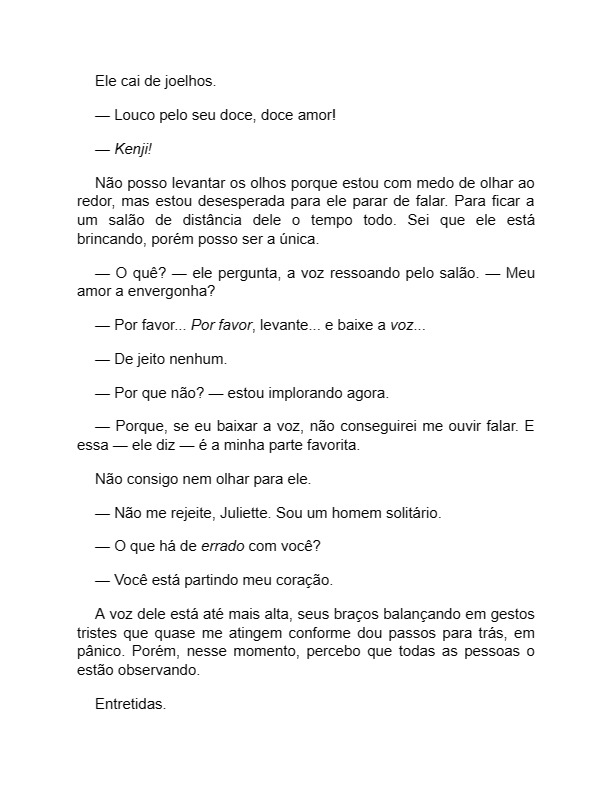 Ele cai de joelhos.
— Louco pelo seu doce, doce amor!
— Kenji!
Não posso levantar os olhos porque estou com medo de olhar ao
redor, mas estou desesperada para ele parar de falar. Para ficar a
um salão de distância dele o tempo todo. Sei que ele está
brincando, porém posso ser a única.
— O quê? — ele pergunta, a voz ressoando pelo salão. — Meu
amor a envergonha?
— Por favor... Por favor, levante... e baixe a voz...
— De jeito nenhum.
— Por que não? — estou implorando agora.
— Porque, se eu baixar a voz, não conseguirei me ouvir falar. E
essa — ele diz — é a minha parte favorita.
Não consigo nem olhar para ele.
— Não me rejeite, Juliette. Sou um homem solitário.
— O que há de errado com você?
— Você está partindo meu coração.
A voz dele está até mais alta, seus braços balançando em gestos
tristes que quase me atingem conforme dou passos para trás, em
pânico. Porém, nesse momento, percebo que todas as pessoas o
estão observando.
Entretidas.